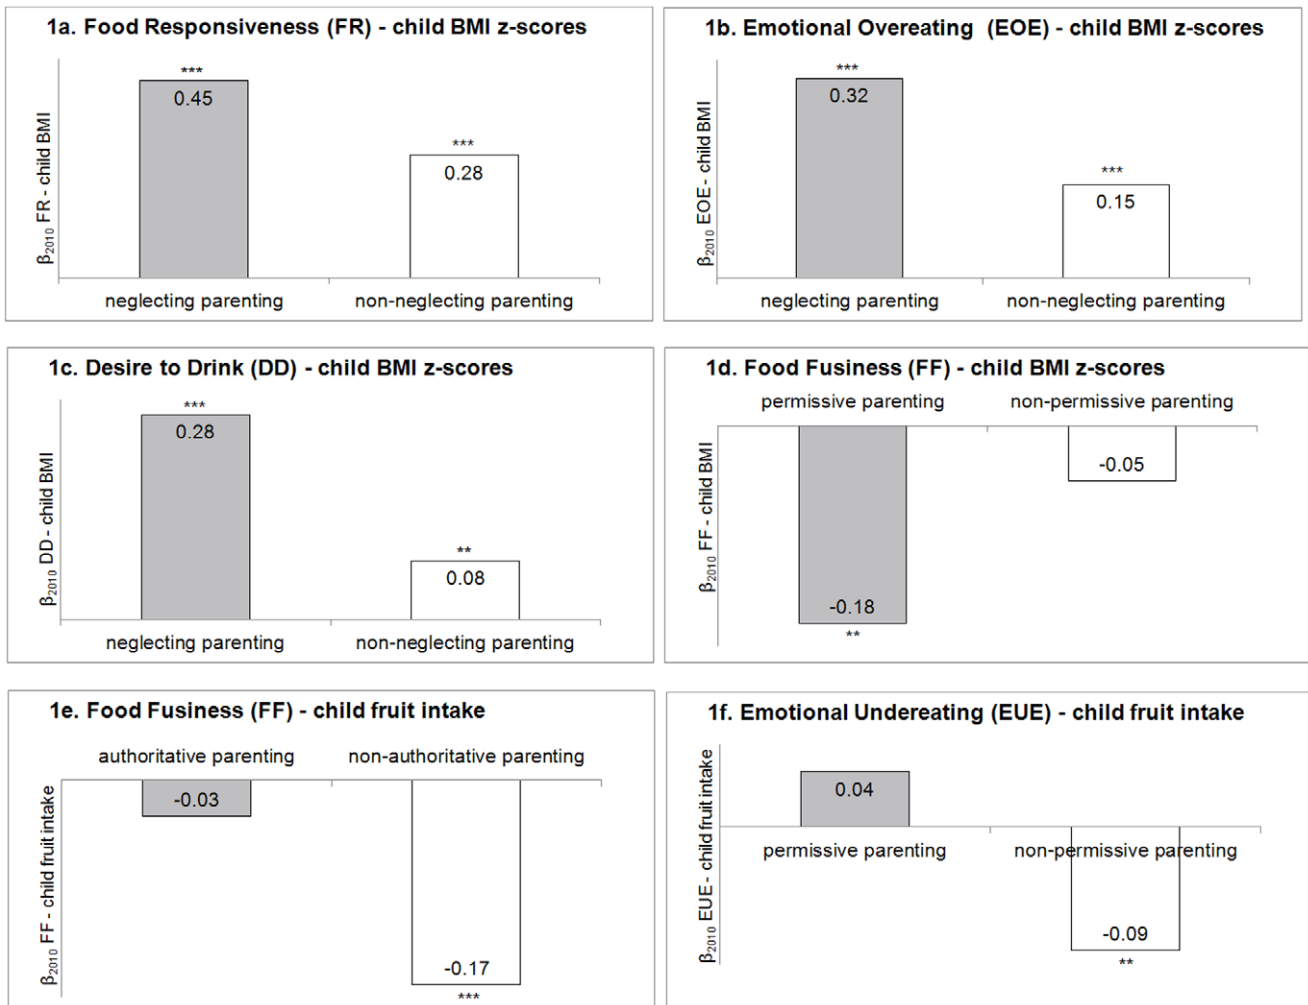 1a. Food Responsiveness (FR) - child BMI z-scores
***
0.45
***
0.28
β2010 FR - child BMI
neglecting parenting
non-neglecting parenting
1b. Emotional Overeating (EOE) - child BMI z-scores
***
0.32
***
0.15
β2010 EOE - child BMI
neglecting parenting
non-neglecting parenting
1c. Desire to Drink (DD) - child BMI z-scores
***
0.28
**
0.08
β2010 DD - child BMI
neglecting parenting
non-neglecting parenting
1d. Food Fusiness (FF) - child BMI z-scores
permissive parenting
non-permissive parenting
β2010 FF - child BMI
-0.05
-0.18
**
1e. Food Fusiness (FF) - child fruit intake
authoritative parenting
non-authoritative parenting
β2010 FF - child fruit intake
-0.03
-0.17
***
1f. Emotional Undereating (EUE) - child fruit intake
β2010 EUE - child fruit intake
0.04
permissive parenting
non-permissive parenting
-0.09
**